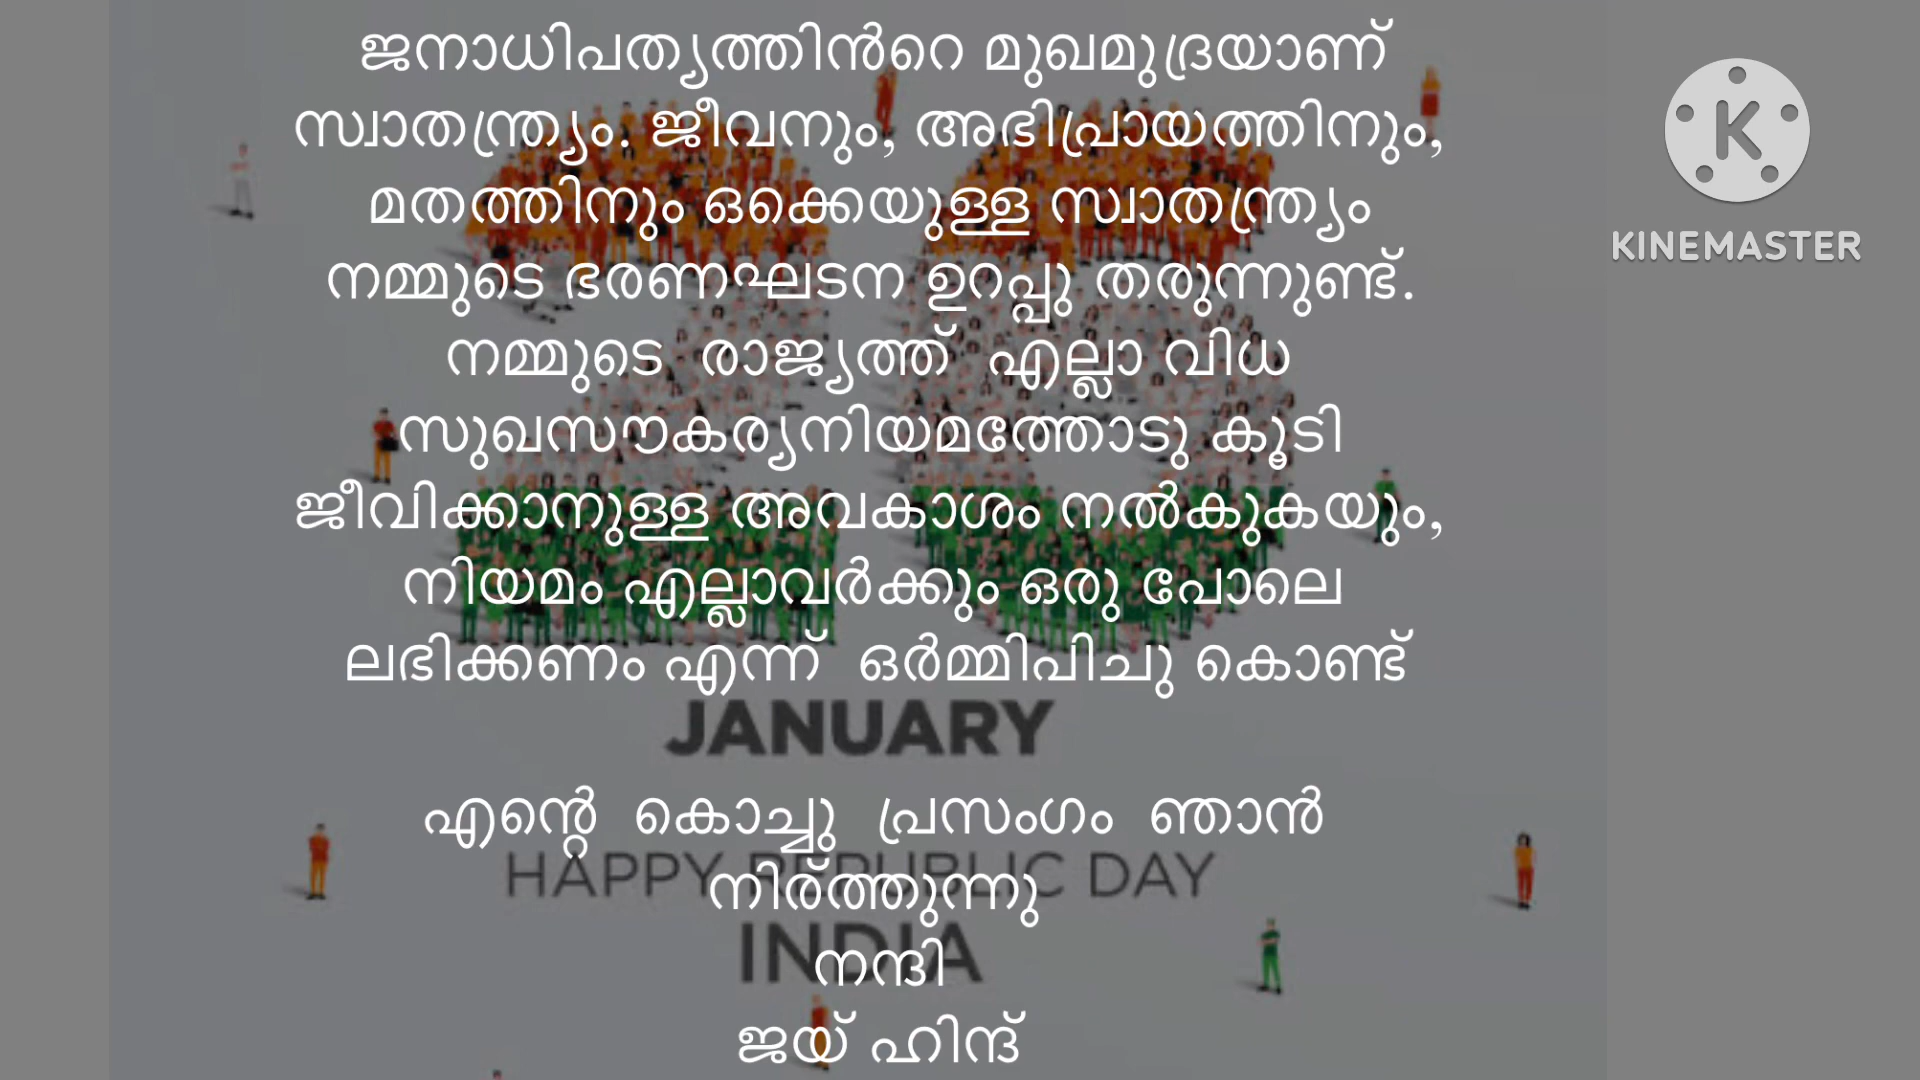 ജനാധിപത്യത്തിൻറെ മുഖമുദ്രയാണ്
സ്വാതന്ത്ര്യം. ജീവനും, അഭിപ്രായത്തിനും,
മതത്തിനും ഒക്കെയുള്ള സ്വാതന്ത്ര്യം
നമ്മുടെ ഭരണഘടന ഉറപ്പു തരുന്നുണ്ട്.
നമ്മുടെ രാജ്യത്ത് എല്ലാ വിധ
സുഖസൗകര്യനിയമത്തോടു കൂടി
ജീവിക്കാനുള്ള അവകാശം നൽകുകയും,
നിയമം എല്ലാവർക്കും ഒരു പോലെ
ലഭിക്കണം എന്ന് ഒർമ്മിപിചു കൊണ്ട്
JANUARY
എന്റെ കൊച്ചു പ്രസംഗം ഞാൻ
HAPPY REPUBLIC DAY
നിര്ത്തുന്നു
INDIA
നന്ദി
ജയ് ഹിന്ദ്
K
KINEMASTER